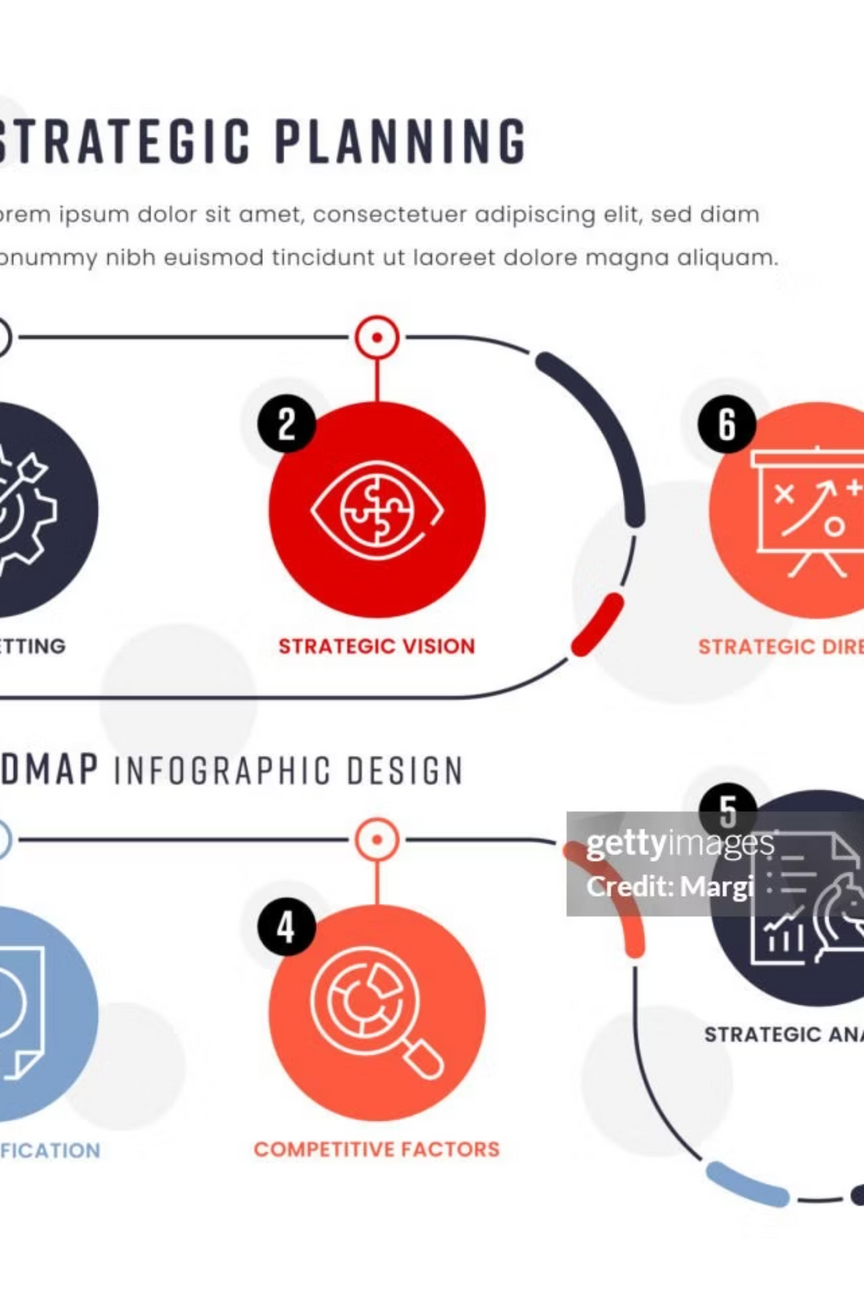 STRATEGIC PLANNING
orem ipsum dolor sit amet, consectetuer adipiscing elit, sed diam
onummy nibh euismod tincidunt ut laoreet dolore magna aliquam.
2
6
ETTING
STRATEGIC VISION
STRATEGIC DIRE
DMAP INFOGRAPHIC DESIGN
5
gettyimages
Credit: Margi
4
STRATEGIC ANA
FICATION
COMPETITIVE FACTORS